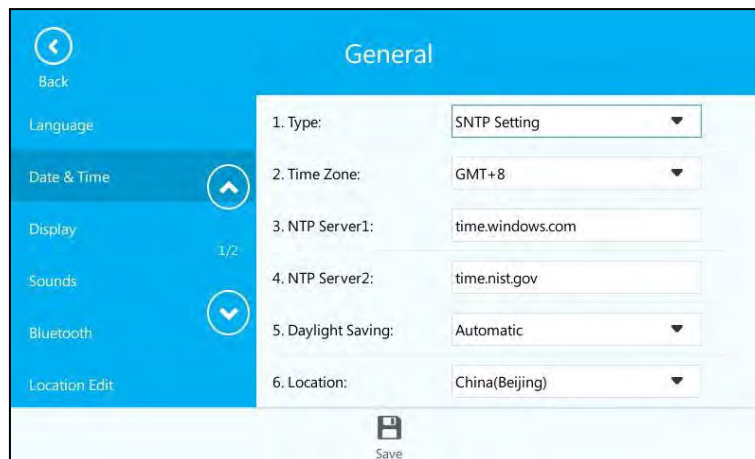 General
Back
Language
Date & Time
Display
1/2
Sounds
Bluetooth
Location Edit
1. Type: SNTP Setting
2. Time Zone: GMT+8
3. NTP Server1: time.windows.com
4. NTP Server2: time.nist.gov
5. Daylight Saving: Automatic
6. Location: China(Beijing)
Save